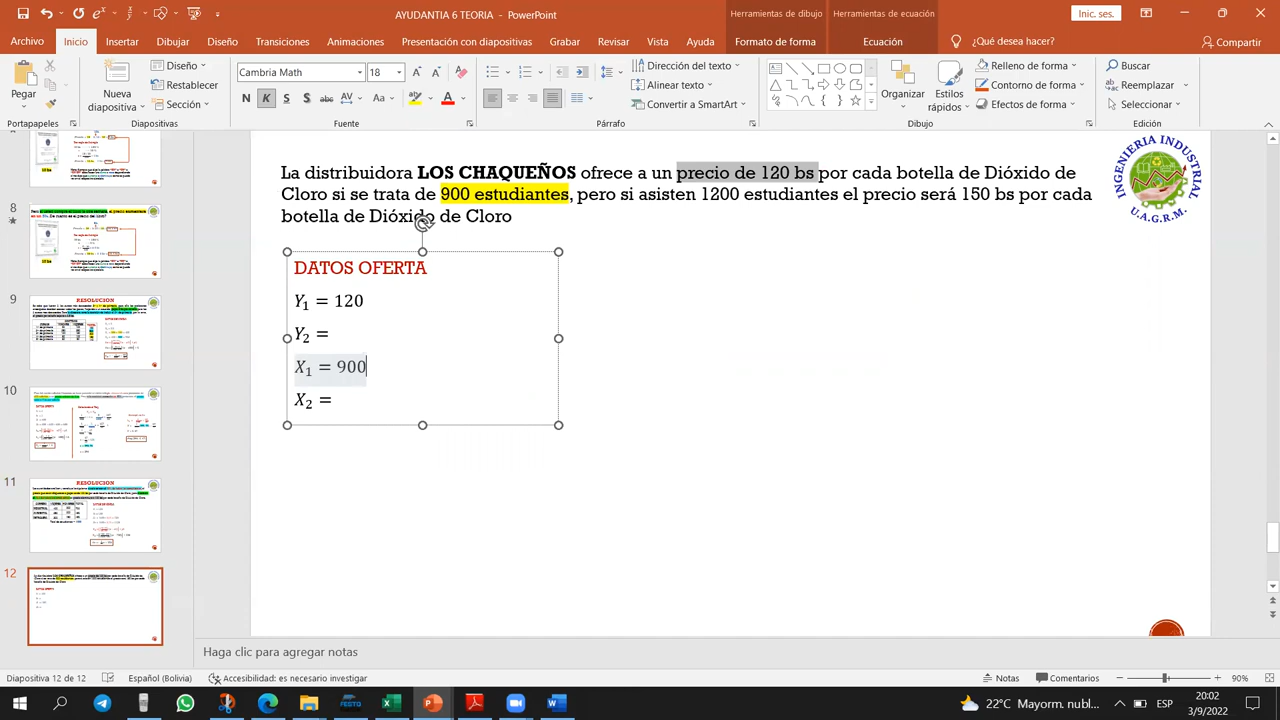 AYUDANTIA 6 - TEORIA - PowerPoint
Herramientas de dibujo
Herramientas de ecuación
Inic. ses.
Archivo
Inicio
Insertar
Dibujar
Diseño
Transiciones
Animaciones
Presentación con diapositivas
Grabar
Revisar
Vista
Ayuda
Formato
Ecuación
¿Qué desea hacer?
Compartir
Pegar
Nueva
diapositiva
Diseño
Restablecer
Sección
Cambria Math
18
N K S S abc AV Aa A
Dirección del texto
Alinear texto
Convertir a SmartArt
Organizar
Estilos
rápidos
Relleno de forma
Contorno de forma
Efectos de forma
Buscar
Reemplazar
Seleccionar
Portapapeles
Diapositivas
Fuente
Párrafo
Dibujo
Edición
La distribuidora LOS CHAQUEÑOS ofrece a un precio de 120 bs por cada botella de Dióxido de
Cloro si se trata de 900 estudiantes, pero si asisten 1200 estudiantes el precio será 150 bs por cada
botella de Dióxido de Cloro
INGENIERIA INDUSTRIAL
U.A.G.R.M.
DATOS OFERTA
Y₁ = 120
Y₂ =
X₁ = 900
X₂ =
9
RESOLUCION
10
11
RESOLUCION
12
Haga clic para agregar notas
Diapositiva 12 de 12
Español (Bolivia)
Accesibilidad: es necesario investigar
Notas
Comentarios
90%
FESTO
22°C Mayorm. nubl...
ESP
20:02
3/9/2022